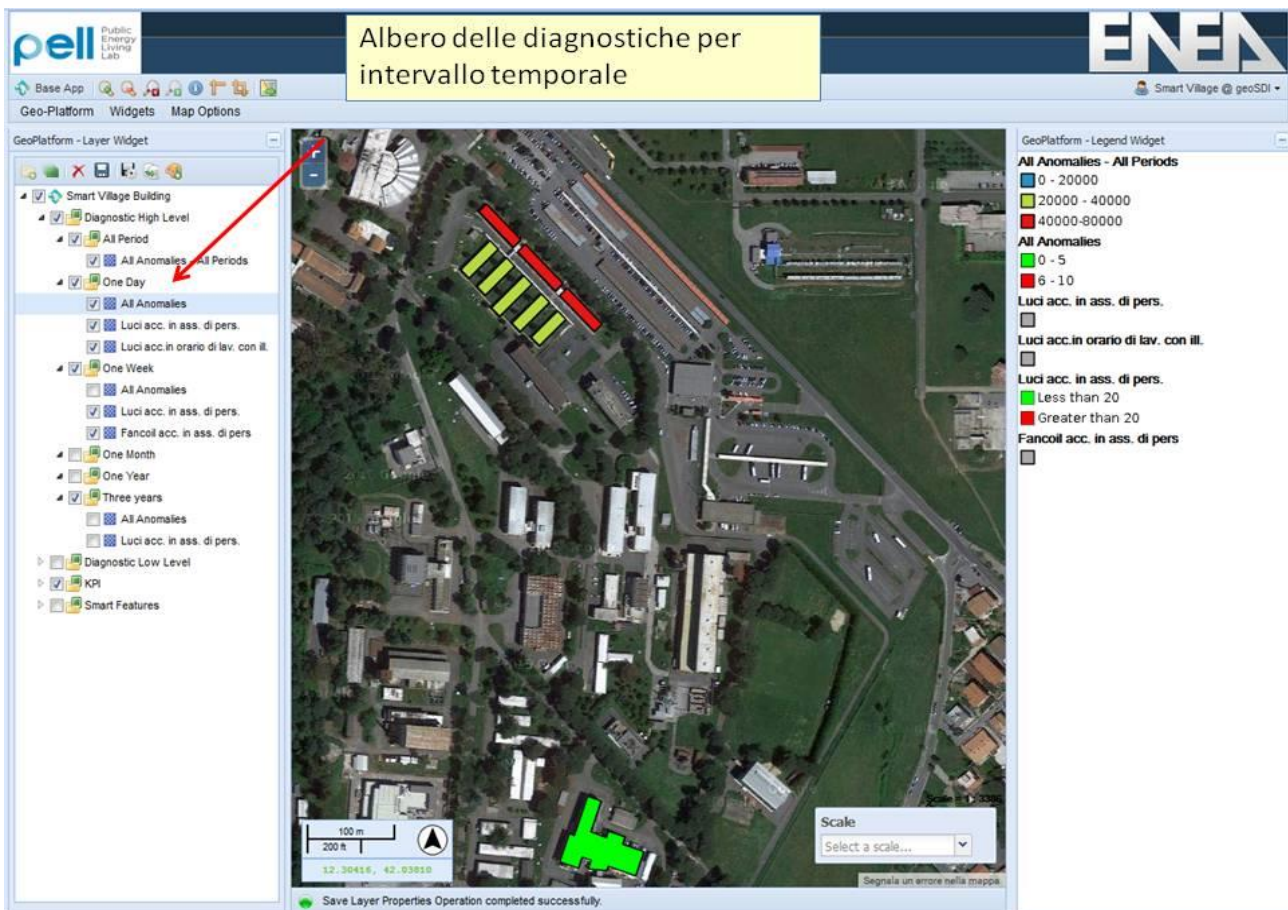 pell
Public
Energy
Living
Lab
Albero delle diagnostiche per
intervallo temporale
ENEA
Base App
Smart Village @ geoSDI
Geo-Platform Widgets Map Options
GeoPlatform - Layer Widget
Smart Village Building
Diagnostic High Level
All Period
All Anomalies - All Periods
One Day
All Anomalies
Luci acc. in ass. di pers.
Luci acc.in orario di lav. con ill.
One Week
All Anomalies
Luci acc. in ass. di pers.
Fancoil acc. in ass. di pers
One Month
One Year
Three years
All Anomalies
Luci acc. in ass. di pers.
Diagnostic Low Level
KPI
Smart Features
+
-
100 m
200 ft
12.30416, 42.03810
Scale
Select a scale...
Segnala un errore nella mappa
Save Layer Properties Operation completed successfully.
GeoPlatform - Legend Widget
All Anomalies - All Periods
0 - 20000
20000 - 40000
40000-80000
All Anomalies
0 - 5
6 - 10
Luci acc. in ass. di pers.
Luci acc.in orario di lav. con ill.
Luci acc. in ass. di pers.
Less than 20
Greater than 20
Fancoil acc. in ass. di pers